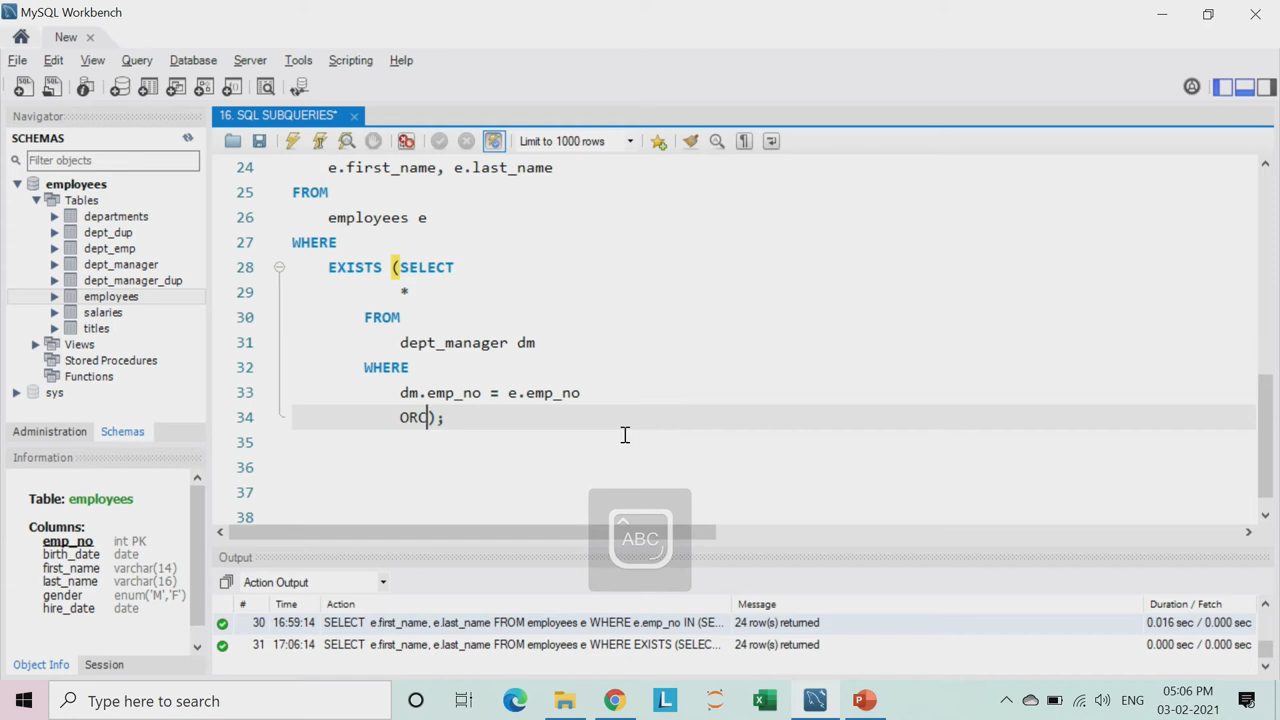 MySQL Workbench
New
File Edit View Query Database Server Tools Scripting Help
Navigator
SCHEMAS
Filter objects
employees
Tables
departments
dept_dup
dept_emp
dept_manager
dept_manager_dup
employees
salaries
titles
Views
Stored Procedures
Functions
sys
Administration Schemas
Information
Table: employees
Columns:
emp_no int PK
birth_date date
first_name varchar(14)
last_name varchar(16)
gender enum('M','F')
hire_date date
Object Info Session
16. SQL SUBQUERIES*
Limit to 1000 rows
24 e.first_name, e.last_name
25 FROM
26 employees e
27 WHERE
28 EXISTS (SELECT
29 *
30 FROM
31 dept_manager dm
32 WHERE
33 dm.emp_no = e.emp_no
34 ORC);
35
36
37
38
ABC
Output
Action Output
# Time Action Message Duration / Fetch
30 16:59:14 SELECT e.first_name, e.last_name FROM employees e WHERE e.emp_no IN (SE... 24 row(s) returned 0.016 sec / 0.000 sec
31 17:06:14 SELECT e.first_name, e.last_name FROM employees e WHERE EXISTS (SELEC... 24 row(s) returned 0.000 sec / 0.000 sec
Type here to search
ENG
05:06 PM
03-02-2021